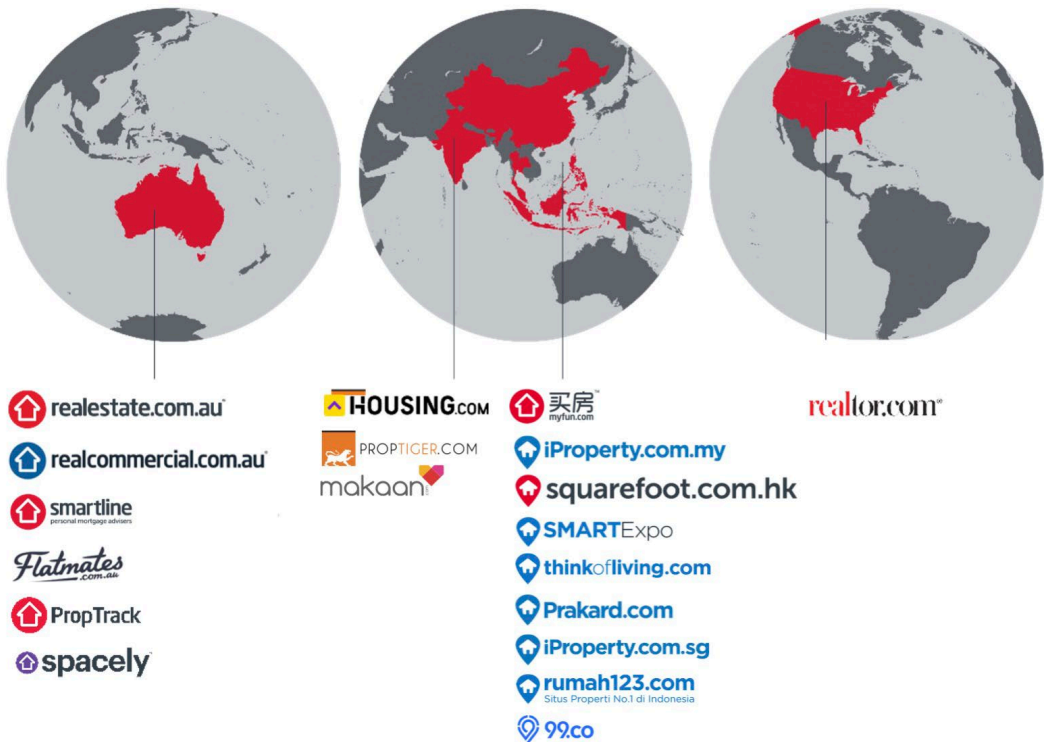 realestate.com.au
realcommercial.com.au
smartline
personal mortgage advisers
Flatmates
.com.au
PropTrack
spacely
HOUSING.COM
PROPTIGER.COM
makaan
买房™
myfun.com
iProperty.com.my
squarefoot.com.hk
SMARTExpo
thinkofliving.com
Prakard.com
iProperty.com.sg
rumah123.com
Situs Properti No.1 di Indonesia
99.co
realtor.com